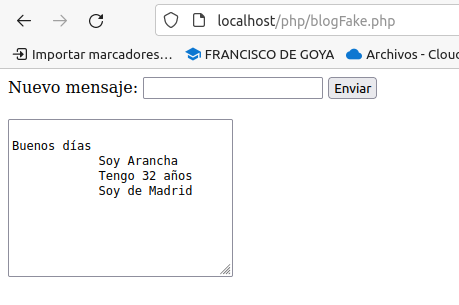 localhost/php/blogFake.php
Importar marcadores... FRANCISCO DE GOYA Archivos - Clou
Nuevo mensaje: Enviar
Buenos días
Soy Arancha
Tengo 32 años
Soy de Madrid